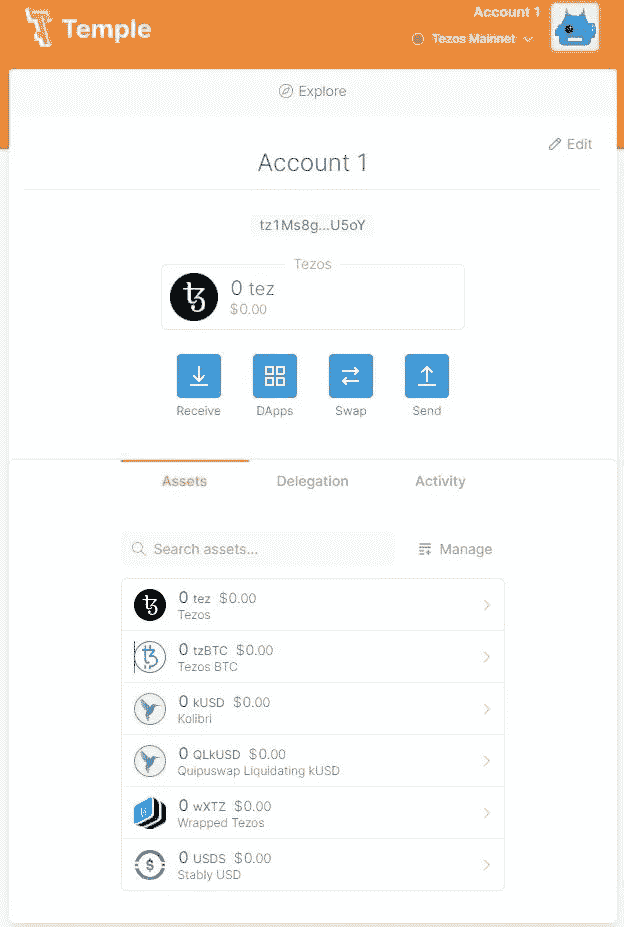 Temple
Account 1
Tezos Mainnet
Explore
Edit
Account 1
tz1Ms8g...U5oY
Tezos
0 tez
$0.00
Receive DApps Swap Send
Assets Delegation Activity
Search assets... Manage
0 tez $0.00
Tezos
0 tzBTC $0.00
Tezos BTC
0 kUSD $0.00
Kolibri
0 QLkUSD $0.00
Quipuswap Liquidating kUSD
0 wXTZ $0.00
Wrapped Tezos
0 USDS $0.00
Stably USD